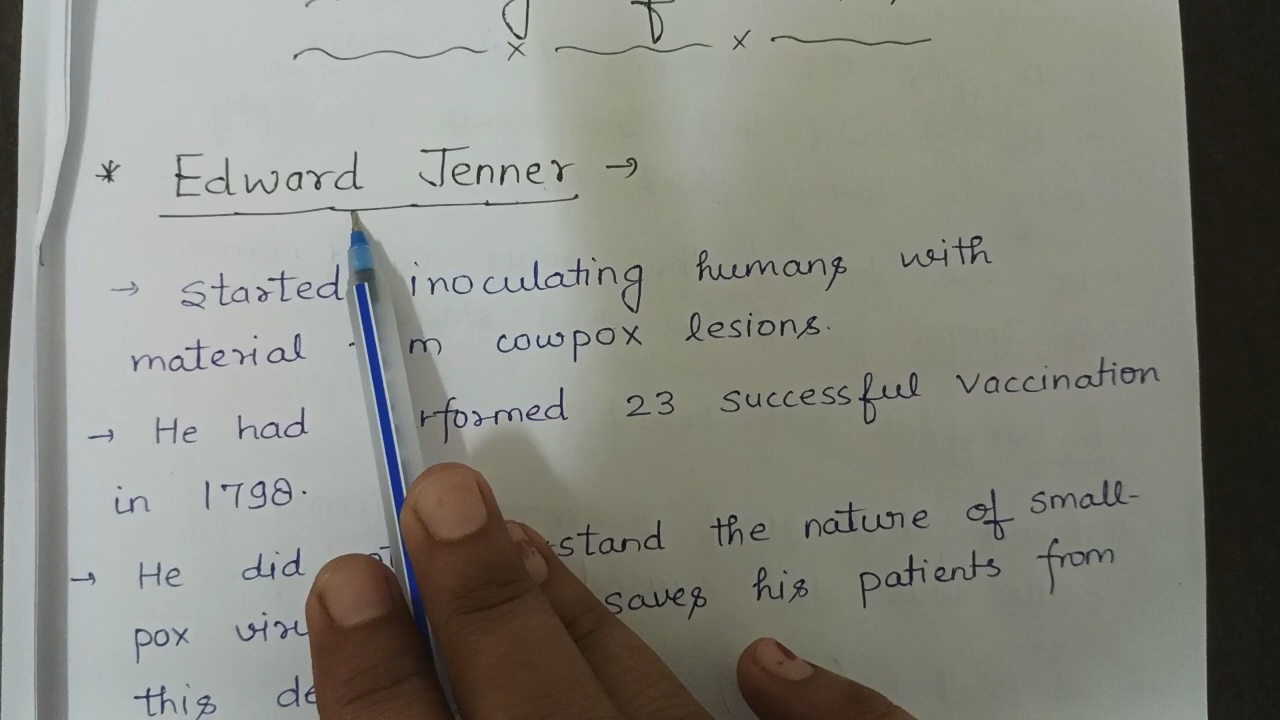 * Edward Jenner →
→ started inoculating humans with
material m cowpox lesions.
→ He had rformed 23 successful vaccination
in 1798.
→ He did stand the nature of small-
pox saves his patients from
this